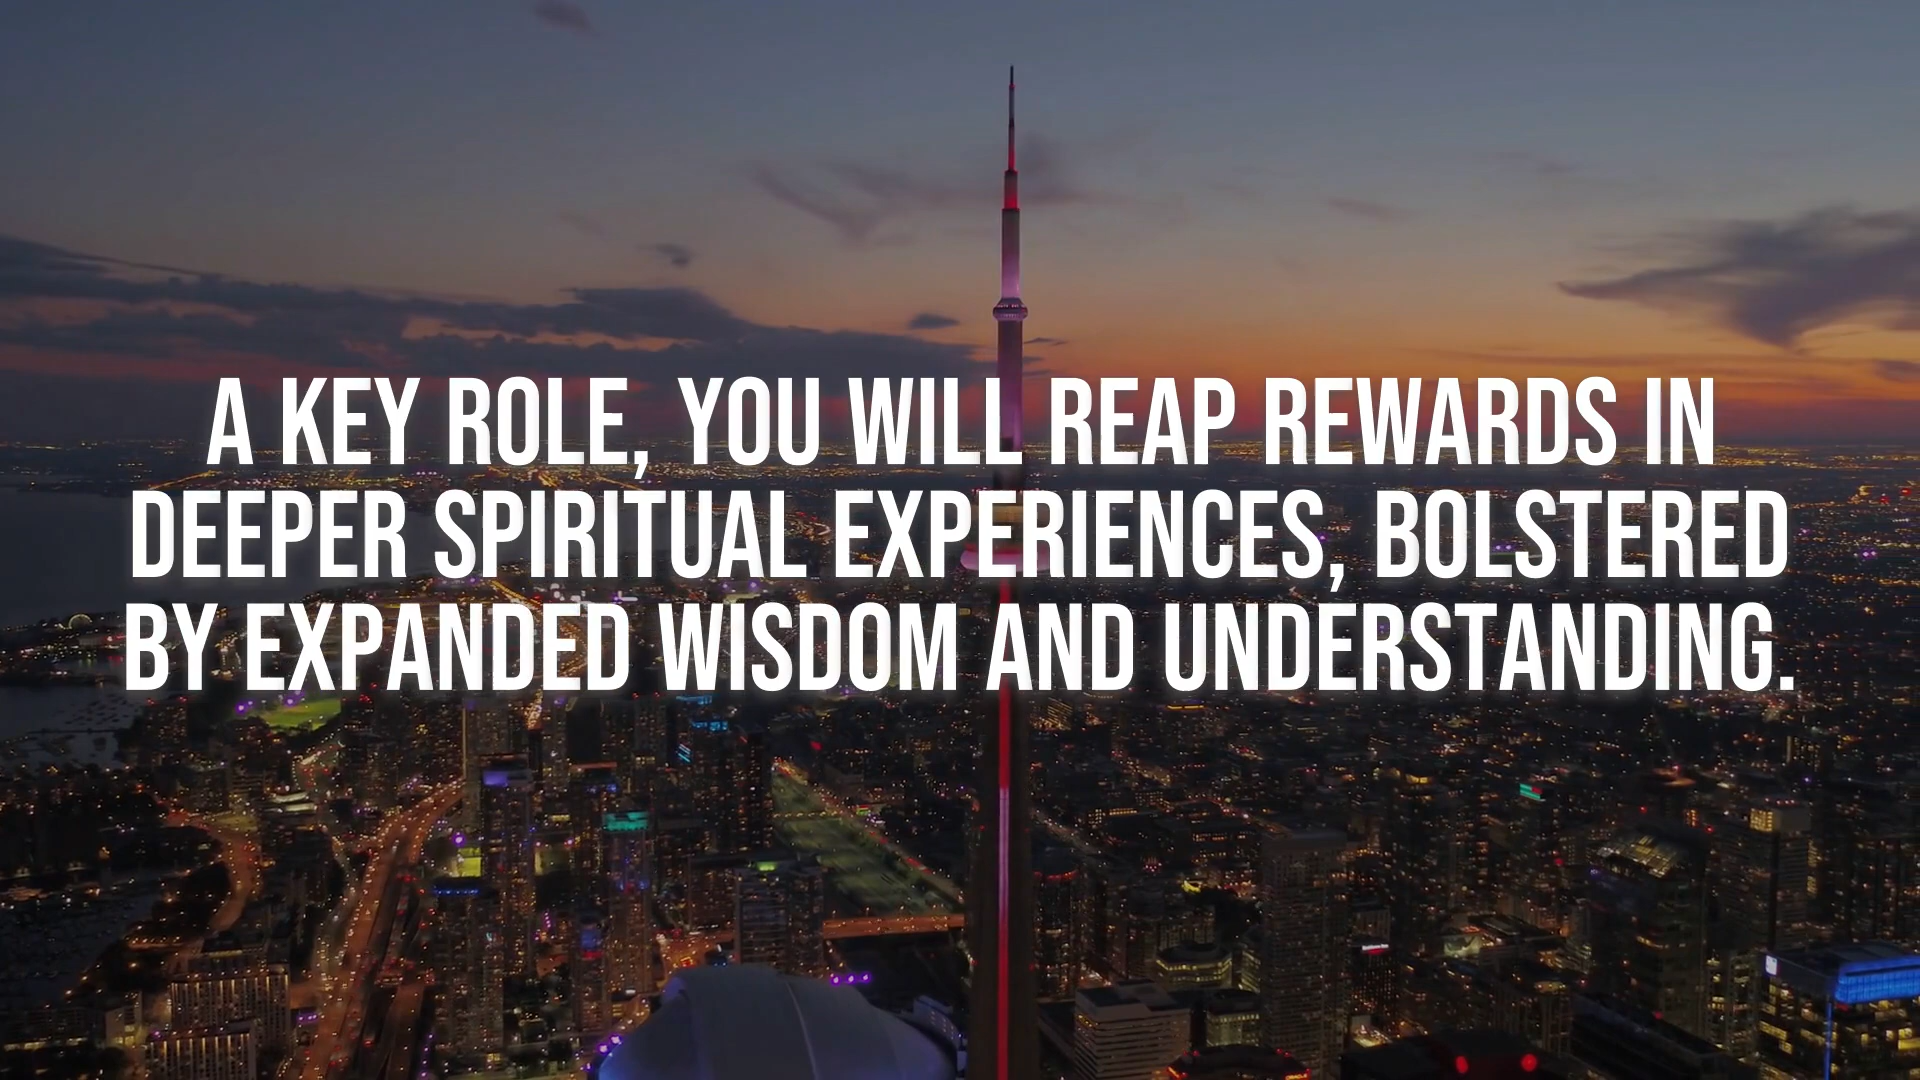 A KEY ROLE, YOU WILL REAP REWARDS IN
DEEPER SPIRITUAL EXPERIENCES, BOLSTERED
BY EXPANDED WISDOM AND UNDERSTANDING.